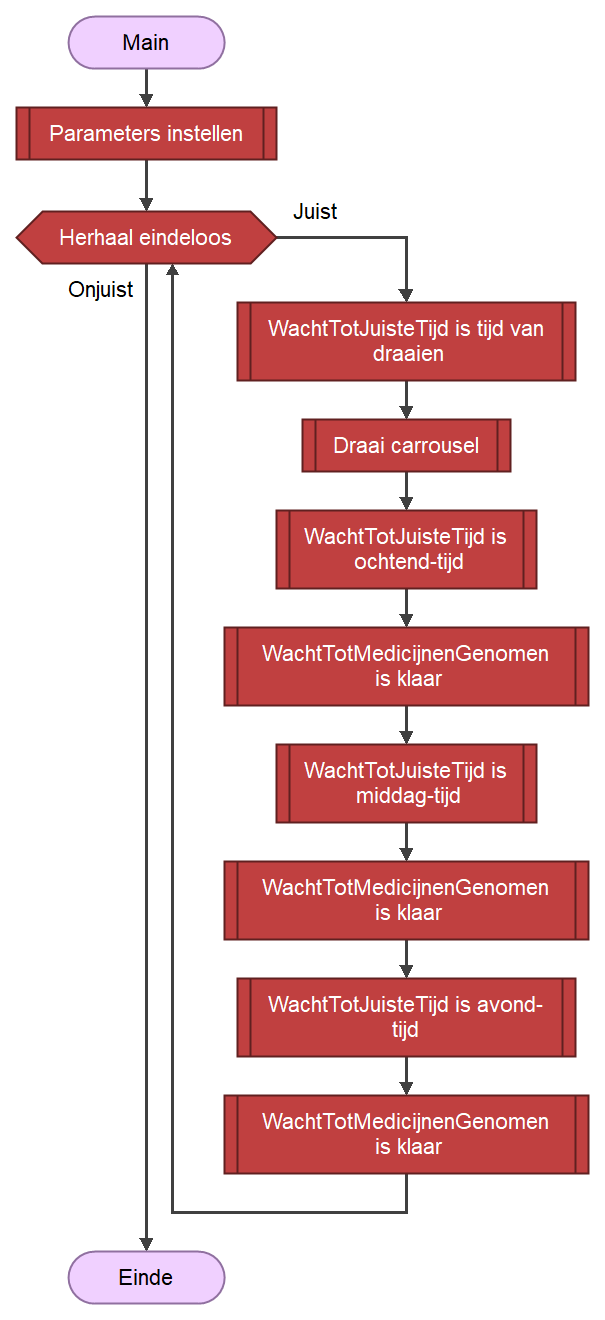 Main
Parameters instellen
Herhaal eindeloos
Juist
Onjuist
WachtTotJuisteTijd is tijd van
draaien
Draai carrousel
WachtTotJuisteTijd is
ochtend-tijd
WachtTotMedicijnenGenomen
is klaar
WachtTotJuisteTijd is
middag-tijd
WachtTotMedicijnenGenomen
is klaar
WachtTotJuisteTijd is avond-
tijd
WachtTotMedicijnenGenomen
is klaar
Einde